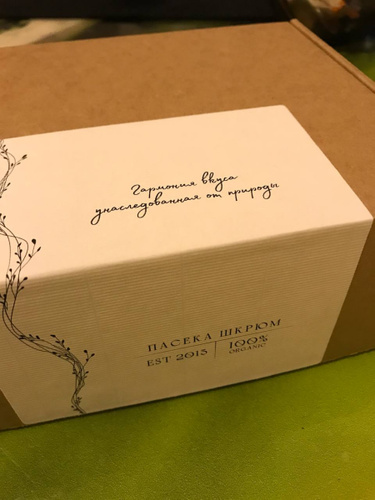 Гармония вкуса
унаследованная от природы
ПАСЕКА ШКРЮМ
EST 2015 100%
ORGANIC